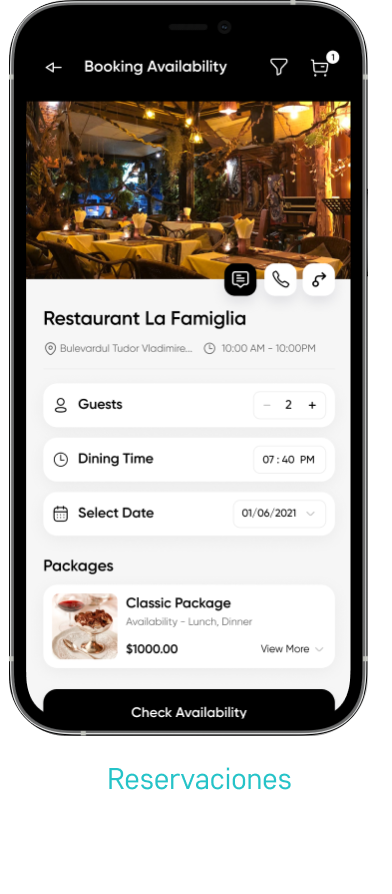 Booking Availability
1
Restaurant La Famiglia
Bulevardul Tudor Vladimire... 10:00 AM - 10:00PM
Guests - 2 +
Dining Time 07 : 40 PM
Select Date 01/06/2021
Packages
Classic Package
Availability - Lunch, Dinner
$1000.00 View More
Check Availability
Reservaciones